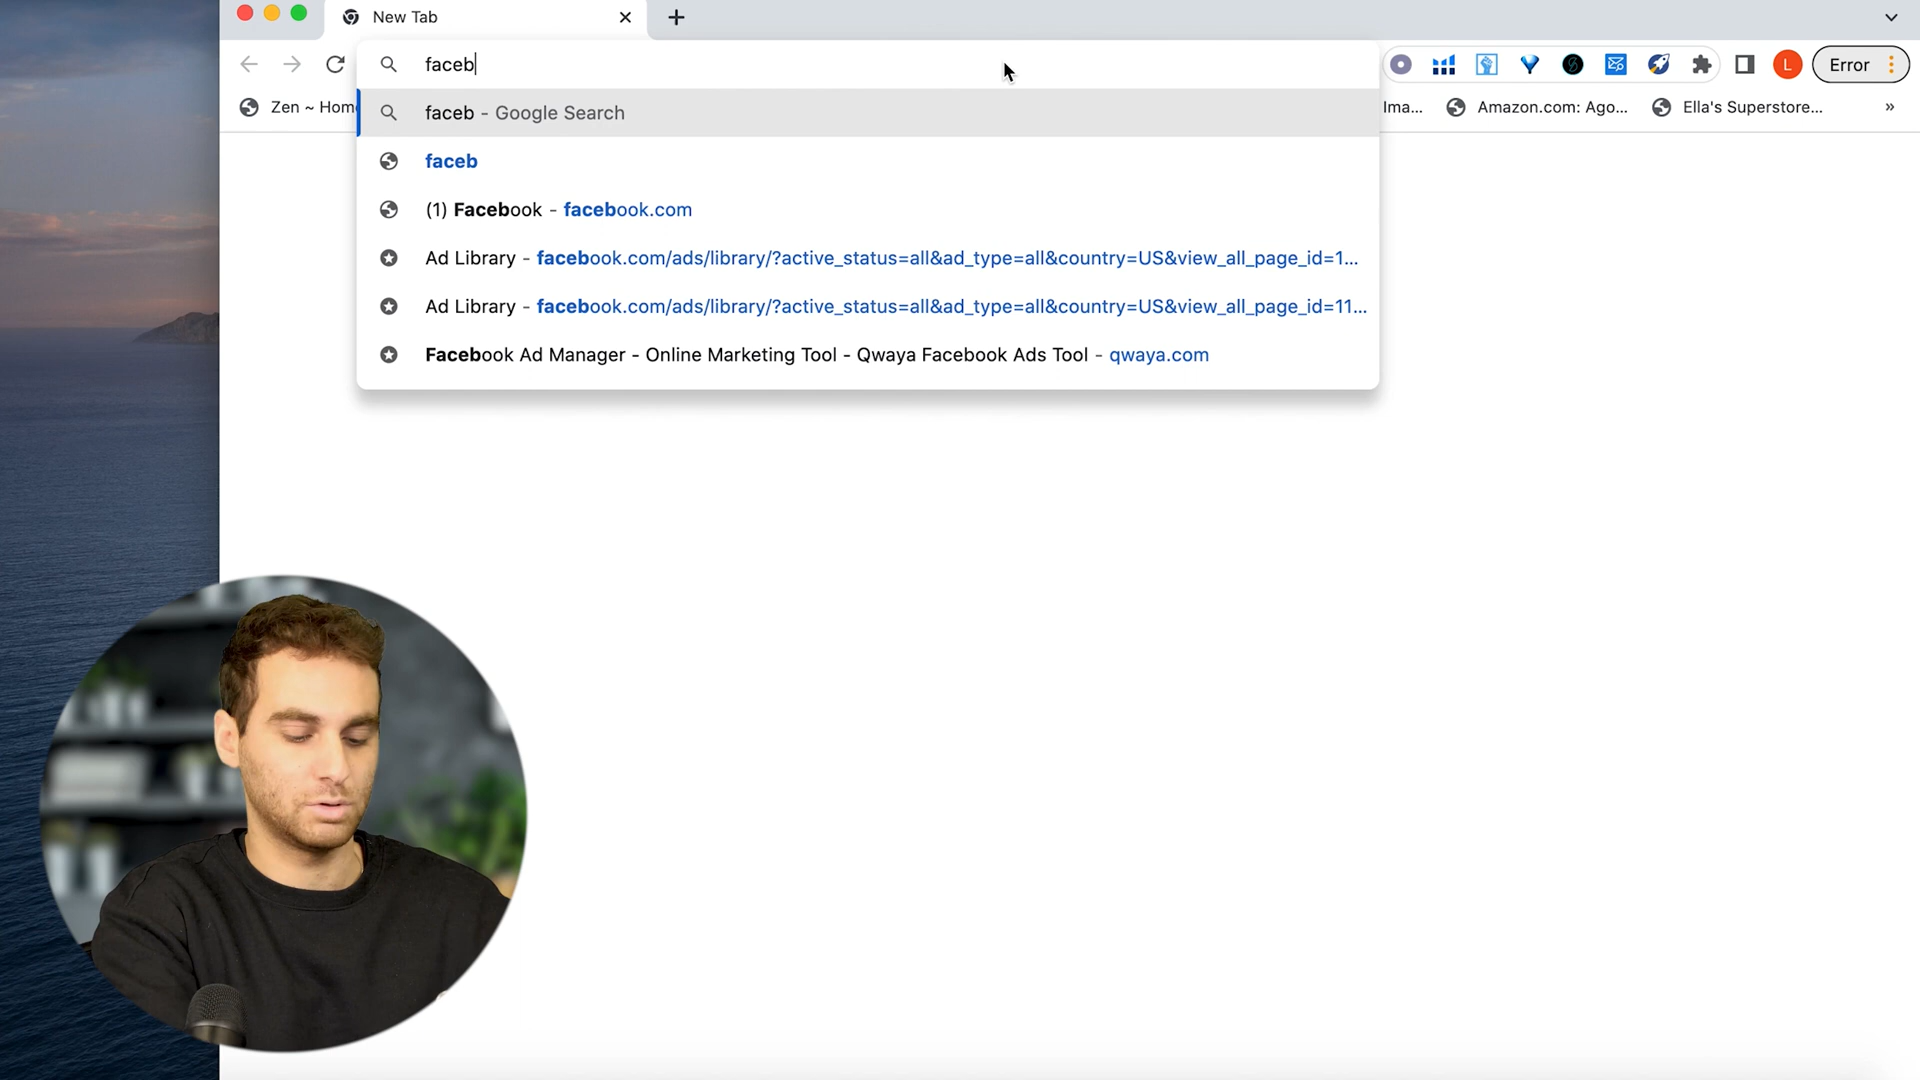 New Tab
faceb
L
Error
Zen ~ Hom
Ima...
Amazon.com: Ago...
Ella's Superstore...
faceb - Google Search
faceb
(1) Facebook - facebook.com
Ad Library - facebook.com/ads/library/?active_status=all&ad_type=all&country=US&view_all_page_id=1...
Ad Library - facebook.com/ads/library/?active_status=all&ad_type=all&country=US&view_all_page_id=11...
Facebook Ad Manager - Online Marketing Tool - Qwaya Facebook Ads Tool - qwaya.com